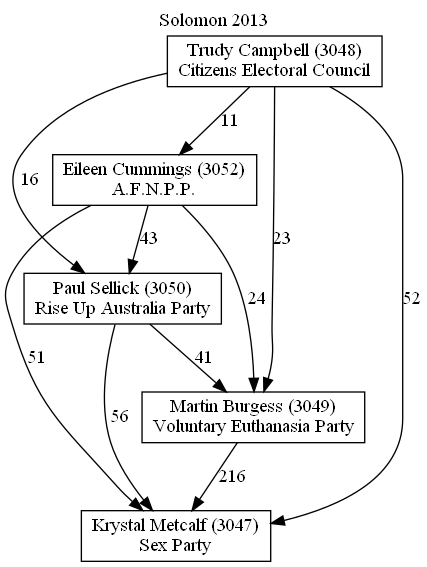 Solomon 2013
Trudy Campbell (3048)
Citizens Electoral Council
11
Eileen Cummings (3052)
A.F.N.P.P.
16
43
23
Paul Sellick (3050)
Rise Up Australia Party
24
52
51
41
Martin Burgess (3049)
Voluntary Euthanasia Party
56
216
Krystal Metcalf (3047)
Sex Party